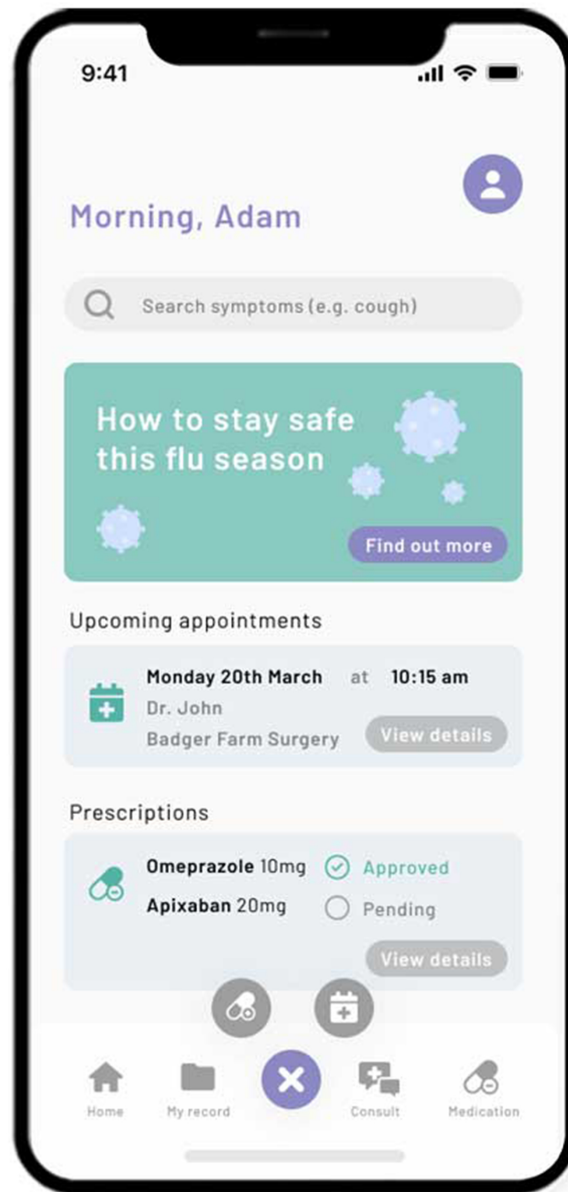 9:41
Morning, Adam
Search symptoms (e.g. cough)
How to stay safe
this flu season
Find out more
Upcoming appointments
Monday 20th March at 10:15 am
Dr. John
Badger Farm Surgery
View details
Prescriptions
Omeprazole 10mg Approved
Apixaban 20mg Pending
View details
Home
My record
Consult
Medication